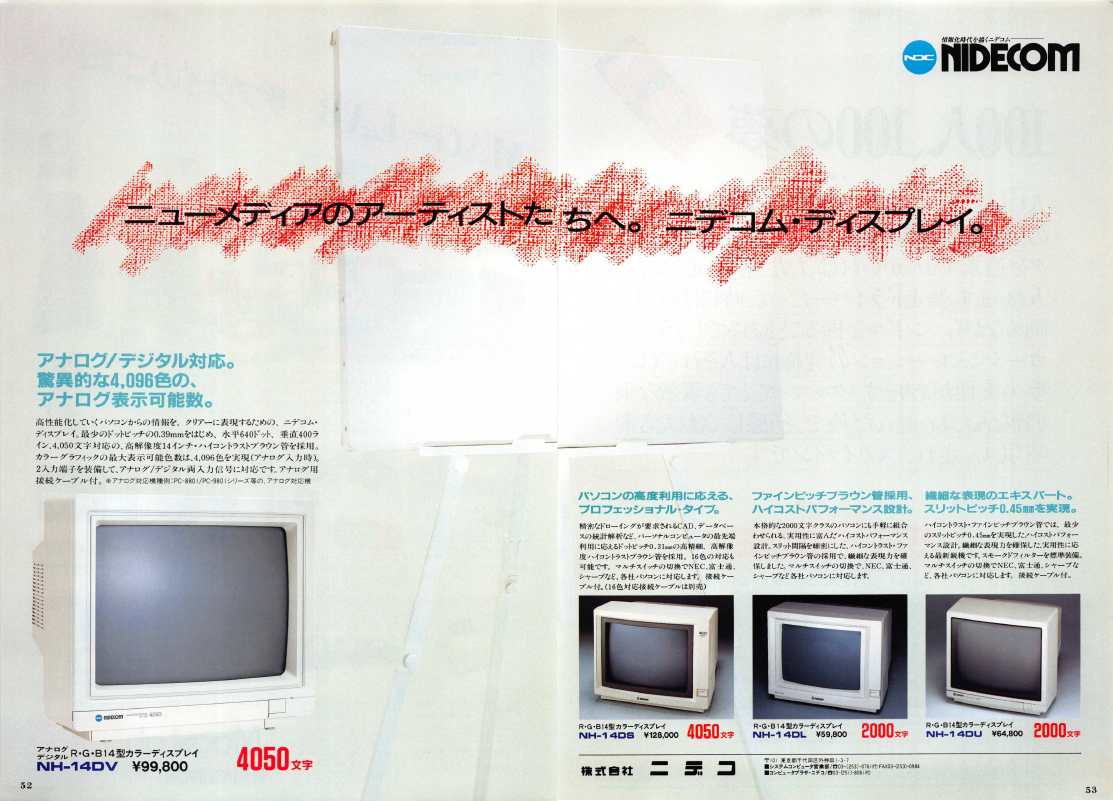 情報化時代を描くニデコム
NDC NIDECOM
ニューメディアのアーティストたちへ。ニデコム・ディスプレイ。
アナログ/デジタル対応。
驚異的な4,096色の、
アナログ表示可能数。
高性能化していくパソコンからの情報を、クリアーに表現するための、ニデコム・
ディスプレイ。最少のドットピッチの0.39mmをはじめ、水平640ドット、垂直400ラ
イン、4,050文字対応の、高解像度14インチ・ハイコントラストブラウン管を採用。
カラーグラフィックの最大表示可能色数は、4,096色を実現(アナログ入力時)。
2入力端子を装備して、アナログ/デジタル両入力信号に対応です。アナログ用
接続ケーブル付。※アナログ対応機種例:PC-8801/PC-9801シリーズ等の、アナログ対応機
NIDECOM
4050
アナログ
デジタル R・G・B14型カラーディスプレイ
NH-14DV ¥99,800
4050文字
52
パソコンの高度利用に応える、
プロフェッショナル・タイプ。
精密なドローイングが要求されるCAD、データベー
スの統計解析など、パーソナルコンピュータの最先端
利用に応えるドットピッチ0.31mmの高精細、高解像
度ハイコントラストブラウン管を採用。16色の対応も
可能です。マルチスイッチの切換でNEC、富士通、
シャープなど、各社パソコンに対応します。接続ケー
ブル付。(16色対応接続ケーブルは別売)
R・G・B14型カラーディスプレイ
NH-14DS ¥128,000 4050文字
ファインピッチブラウン管採用、
ハイコストパフォーマンス設計。
本格的な2000文字クラスのパソコンにも手軽に組合
わせられる、実用性に富んだハイコストパフォーマンス
設計。スリット間隔を細密にした、ハイコントラスト・ファ
インピッチブラウン管の採用で、繊細な表現力を確
保しました。マルチスイッチの切換で、NEC、富士通、
シャープなど各社パソコンに対応します。
R・G・B14型カラーディスプレイ
NH-14DL ¥59,800 2000文字
繊細な表現のエキスパート。
スリットピッチ0.45mmを実現。
ハイコントラスト・ファインピッチブラウン管では、最少
のスリットピッチ0.45mmを実現した、ハイコストパフォー
マンス設計。繊細な表現力を確保した、実用性に応
える最新鋭機です。スモークドフィルターを標準装備。
マルチスイッチの切換で、NEC、富士通、シャープな
ど、各社パソコンに対応します。接続ケーブル付。
R・G・B14型カラーディスプレイ
NH-14DU ¥64,800 2000文字
株式会社 ニデコ
〒101 東京都千代田区外神田1-3-7
■システムコンピュータ営業部/☎03-(253)-0761(代) FAX03-(253)-0984
■コンピュータプラザ・ニデコ/☎03-(251)-8061(代)
53